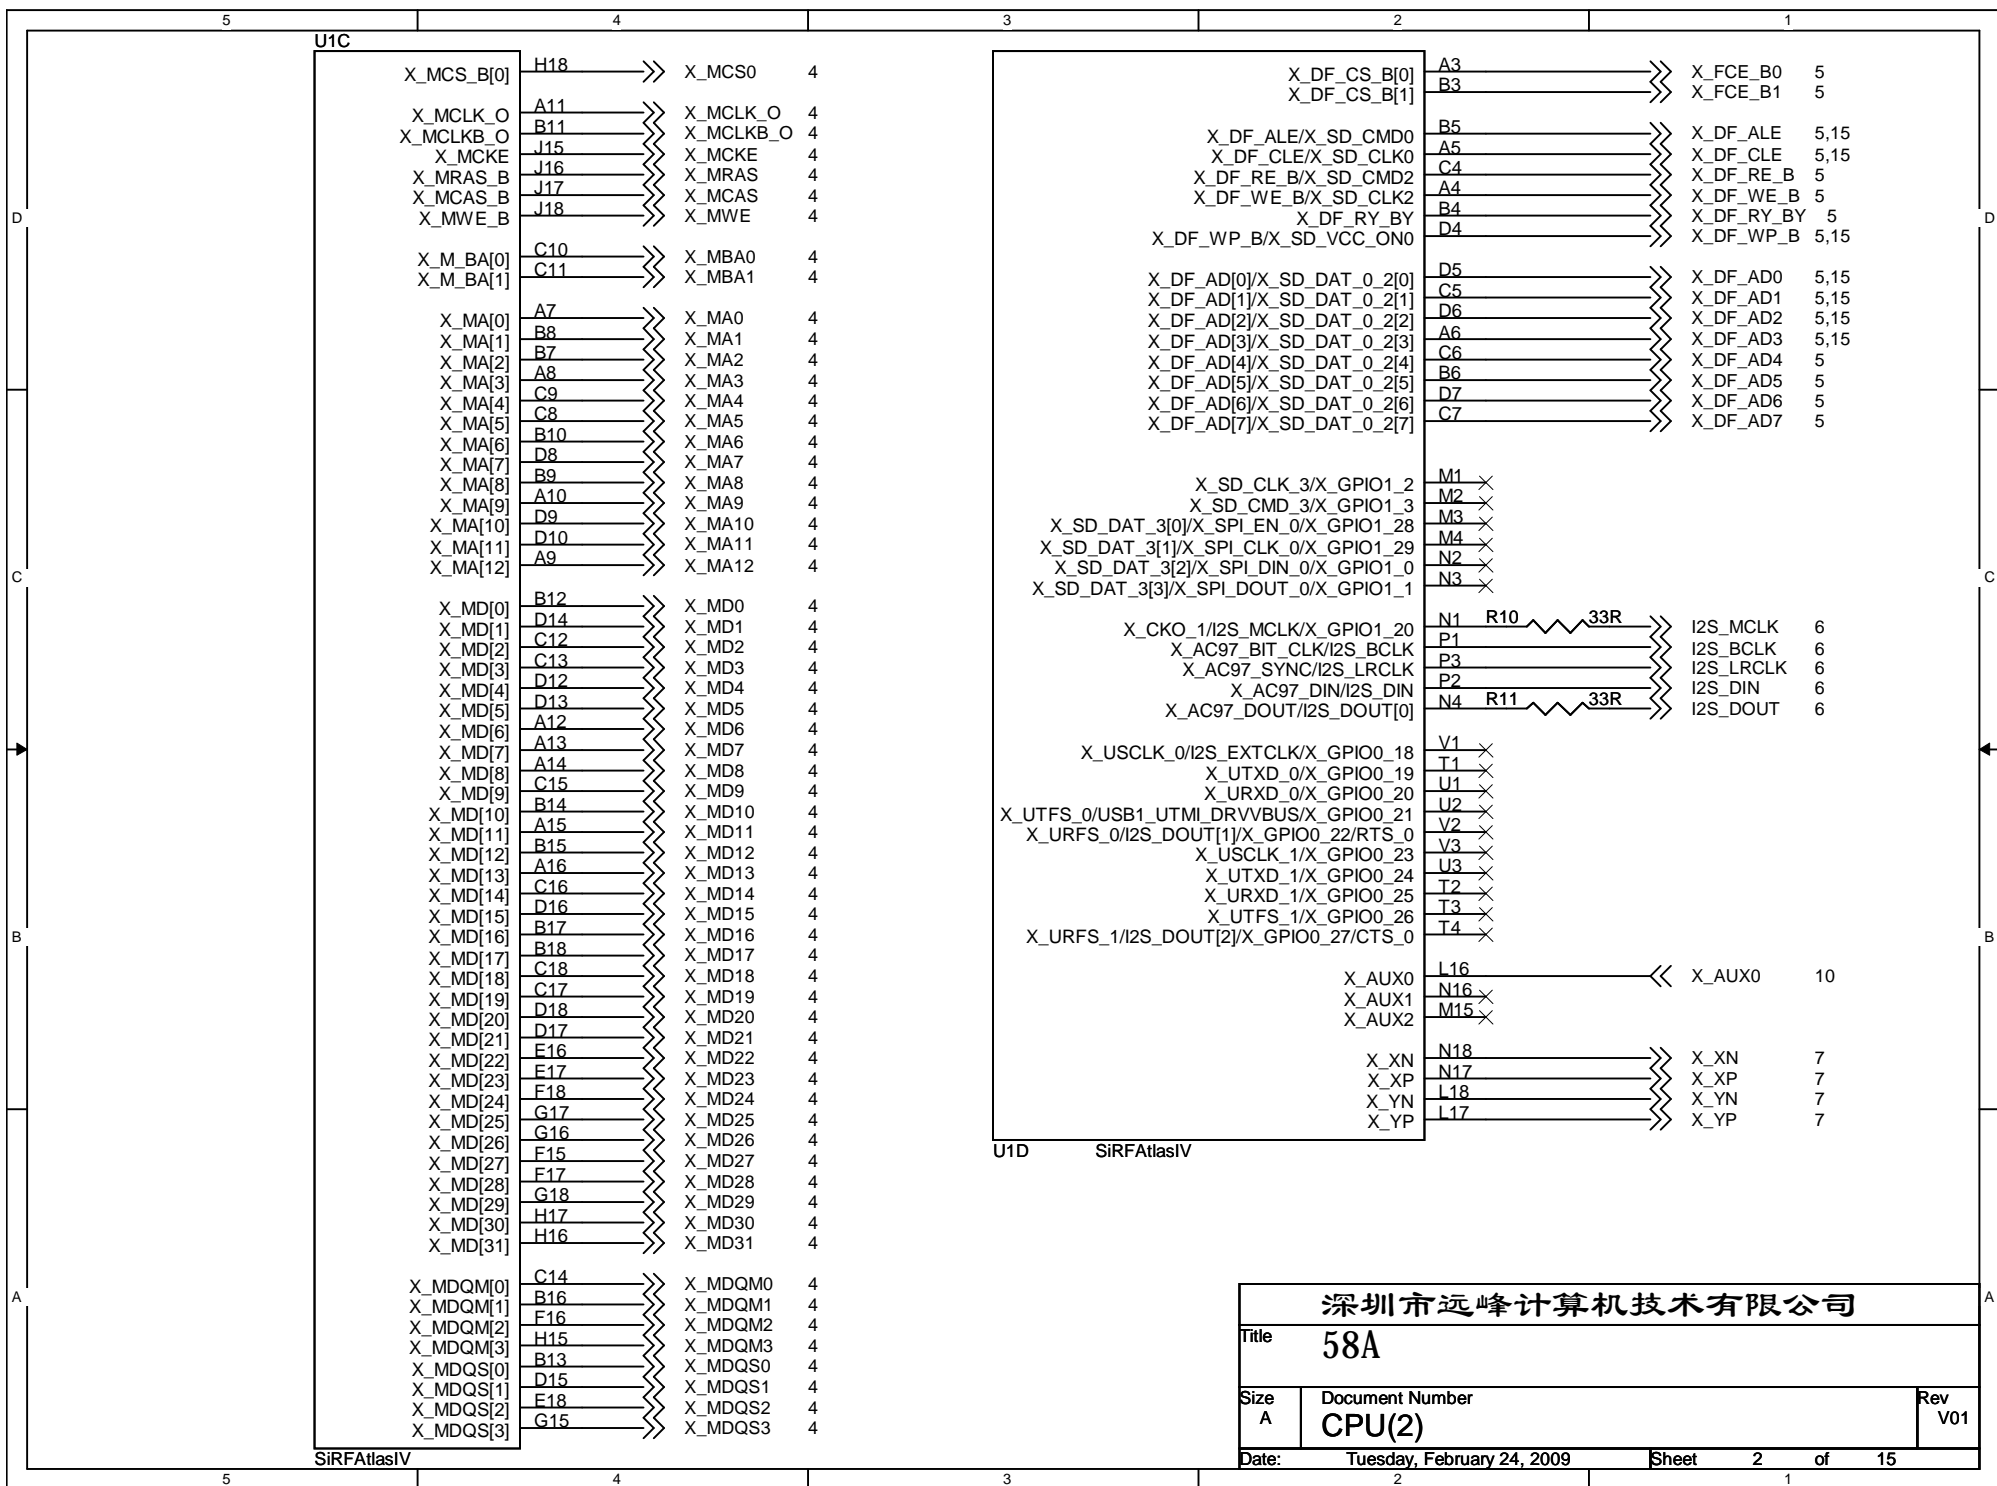 5 4 3 2 1
U1C
X_MCS_B[0] H18 X_MCS0 4
X_MCLK_O A11 X_MCLK_O 4
X_MCLKB_O B11 X_MCLKB_O 4
X_MCKE J15 X_MCKE 4
X_MRAS_B J16 X_MRAS 4
X_MCAS_B J17 X_MCAS 4
X_MWE_B J18 X_MWE 4
X_M_BA[0] C10 X_MBA0 4
X_M_BA[1] C11 X_MBA1 4
X_MA[0] A7 X_MA0 4
X_MA[1] B8 X_MA1 4
X_MA[2] B7 X_MA2 4
X_MA[3] A8 X_MA3 4
X_MA[4] C9 X_MA4 4
X_MA[5] C8 X_MA5 4
X_MA[6] B10 X_MA6 4
X_MA[7] D8 X_MA7 4
X_MA[8] B9 X_MA8 4
X_MA[9] A10 X_MA9 4
X_MA[10] D9 X_MA10 4
X_MA[11] D10 X_MA11 4
X_MA[12] A9 X_MA12 4
X_MD[0] B12 X_MD0 4
X_MD[1] D14 X_MD1 4
X_MD[2] C12 X_MD2 4
X_MD[3] C13 X_MD3 4
X_MD[4] D12 X_MD4 4
X_MD[5] D13 X_MD5 4
X_MD[6] A12 X_MD6 4
X_MD[7] A13 X_MD7 4
X_MD[8] A14 X_MD8 4
X_MD[9] C15 X_MD9 4
X_MD[10] B14 X_MD10 4
X_MD[11] A15 X_MD11 4
X_MD[12] B15 X_MD12 4
X_MD[13] A16 X_MD13 4
X_MD[14] C16 X_MD14 4
X_MD[15] D16 X_MD15 4
X_MD[16] B17 X_MD16 4
X_MD[17] B18 X_MD17 4
X_MD[18] C18 X_MD18 4
X_MD[19] C17 X_MD19 4
X_MD[20] D18 X_MD20 4
X_MD[21] D17 X_MD21 4
X_MD[22] E16 X_MD22 4
X_MD[23] E17 X_MD23 4
X_MD[24] F18 X_MD24 4
X_MD[25] G17 X_MD25 4
X_MD[26] G16 X_MD26 4
X_MD[27] F15 X_MD27 4
X_MD[28] F17 X_MD28 4
X_MD[29] G18 X_MD29 4
X_MD[30] H17 X_MD30 4
X_MD[31] H16 X_MD31 4
X_MDQM[0] C14 X_MDQM0 4
X_MDQM[1] B16 X_MDQM1 4
X_MDQM[2] F16 X_MDQM2 4
X_MDQM[3] H15 X_MDQM3 4
X_MDQS[0] B13 X_MDQS0 4
X_MDQS[1] D15 X_MDQS1 4
X_MDQS[2] E18 X_MDQS2 4
X_MDQS[3] G15 X_MDQS3 4
SiRFAtlasIV
X_DF_CS_B[0] A3 X_FCE_B0 5
X_DF_CS_B[1] B3 X_FCE_B1 5
X_DF_ALE/X_SD_CMD0 B5 X_DF_ALE 5,15
X_DF_CLE/X_SD_CLK0 A5 X_DF_CLE 5,15
X_DF_RE_B/X_SD_CMD2 C4 X_DF_RE_B 5
X_DF_WE_B/X_SD_CLK2 A4 X_DF_WE_B 5
X_DF_RY_BY B4 X_DF_RY_BY 5
X_DF_WP_B/X_SD_VCC_ON0 D4 X_DF_WP_B 5,15
X_DF_AD[0]/X_SD_DAT_0_2[0] D5 X_DF_AD0 5,15
X_DF_AD[1]/X_SD_DAT_0_2[1] C5 X_DF_AD1 5,15
X_DF_AD[2]/X_SD_DAT_0_2[2] D6 X_DF_AD2 5,15
X_DF_AD[3]/X_SD_DAT_0_2[3] A6 X_DF_AD3 5,15
X_DF_AD[4]/X_SD_DAT_0_2[4] C6 X_DF_AD4 5
X_DF_AD[5]/X_SD_DAT_0_2[5] B6 X_DF_AD5 5
X_DF_AD[6]/X_SD_DAT_0_2[6] D7 X_DF_AD6 5
X_DF_AD[7]/X_SD_DAT_0_2[7] C7 X_DF_AD7 5
X_SD_CLK_3/X_GPIO1_2 M1
X_SD_CMD_3/X_GPIO1_3 M2
X_SD_DAT_3[0]/X_SPI_EN_0/X_GPIO1_28 M3
X_SD_DAT_3[1]/X_SPI_CLK_0/X_GPIO1_29 M4
X_SD_DAT_3[2]/X_SPI_DIN_0/X_GPIO1_0 N2
X_SD_DAT_3[3]/X_SPI_DOUT_0/X_GPIO1_1 N3
X_CKO_1/I2S_MCLK/X_GPIO1_20 N1 R10 33R I2S_MCLK 6
X_AC97_BIT_CLK/I2S_BCLK P1 I2S_BCLK 6
X_AC97_SYNC/I2S_LRCLK P3 I2S_LRCLK 6
X_AC97_DIN/I2S_DIN P2 I2S_DIN 6
X_AC97_DOUT/I2S_DOUT[0] N4 R11 33R I2S_DOUT 6
X_USCLK_0/I2S_EXTCLK/X_GPIO0_18 V1
X_UTXD_0/X_GPIO0_19 T1
X_URXD_0/X_GPIO0_20 U1
X_UTFS_0/USB1_UTMI_DRVVBUS/X_GPIO0_21 U2
X_URFS_0/I2S_DOUT[1]/X_GPIO0_22/RTS_0 V2
X_USCLK_1/X_GPIO0_23 V3
X_UTXD_1/X_GPIO0_24 U3
X_URXD_1/X_GPIO0_25 T2
X_UTFS_1/X_GPIO0_26 T3
X_URFS_1/I2S_DOUT[2]/X_GPIO0_27/CTS_0 T4
X_AUX0 L16 X_AUX0 10
X_AUX1 N16
X_AUX2 M15
X_XN N18 X_XN 7
X_XP N17 X_XP 7
X_YN L18 X_YN 7
X_YP L17 X_YP 7
U1D SiRFAtlasIV
D D
C C
B B
A A
深圳市远峰计算机技术有限公司
Title 58A
Size A
Document Number CPU(2)
Rev V01
Date: Tuesday, February 24, 2009 Sheet 2 of 15
5 4 3 2 1